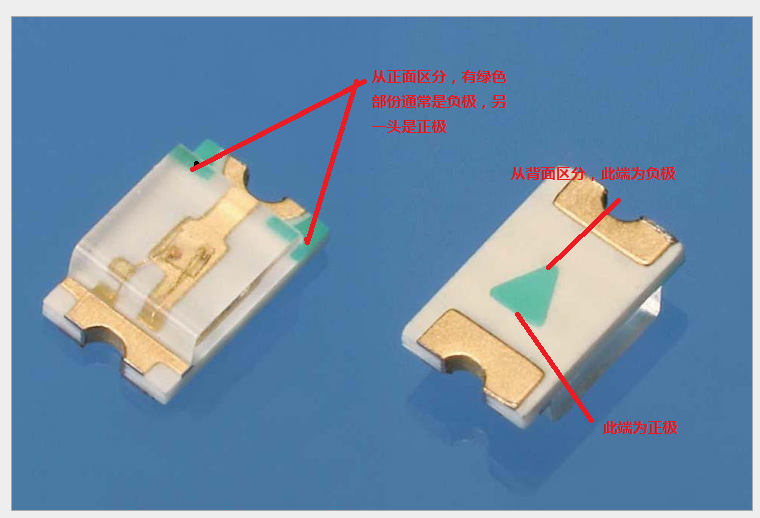 从正面区分，有绿色
部份通常是负极，另
一头是正极
从背面区分，此端为负极
此端为正极